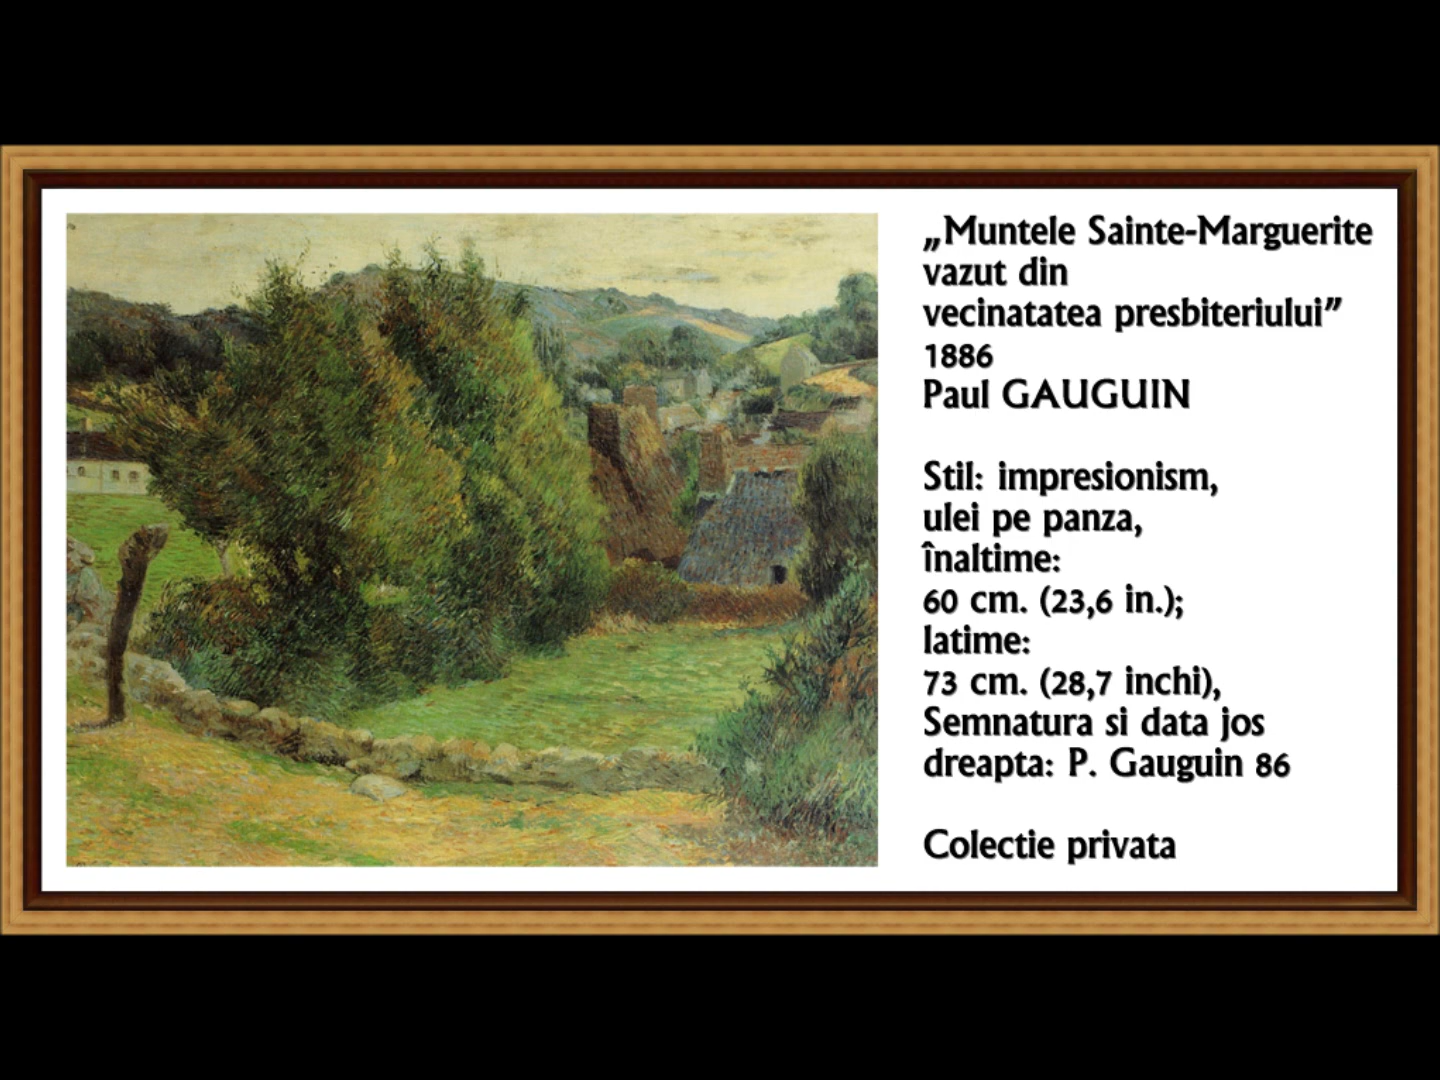 „Muntele Sainte-Marguerite
vazut din
vecinatatea presbiteriului”
1886
Paul GAUGUIN
Stil: impresionism,
ulei pe panza,
înaltime:
60 cm. (23,6 in.);
latime:
73 cm. (28,7 inchi),
Semnatura si data jos
dreapta: P. Gauguin 86
Colectie privata